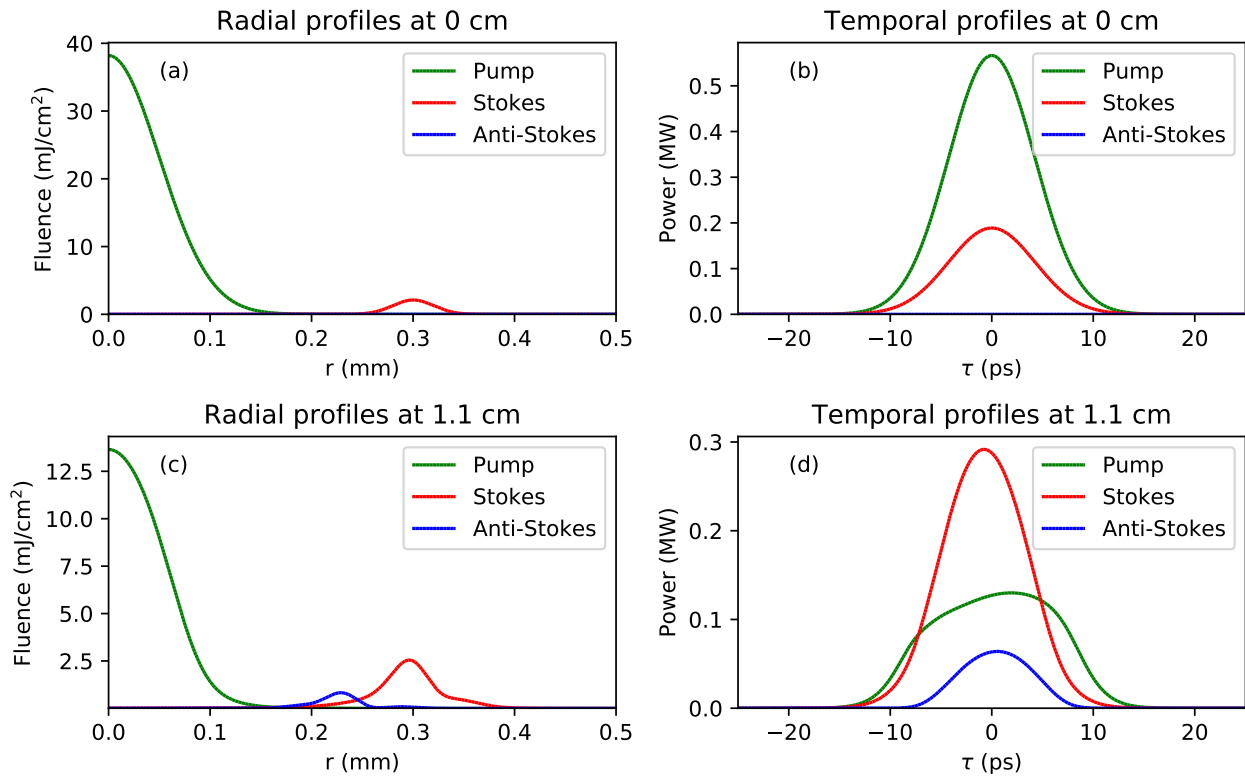 Radial profiles at 0 cm
(a)
Pump
Stokes
Anti-Stokes
Fluence (mJ/cm²)
40
30
20
10
0
0.0 0.1 0.2 0.3 0.4 0.5
r (mm)
Temporal profiles at 0 cm
(b)
Pump
Stokes
Anti-Stokes
Power (MW)
0.5
0.4
0.3
0.2
0.1
0.0
−20 −10 0 10 20
τ (ps)
Radial profiles at 1.1 cm
(c)
Pump
Stokes
Anti-Stokes
Fluence (mJ/cm²)
12.5
10.0
7.5
5.0
2.5
0.0 0.1 0.2 0.3 0.4 0.5
r (mm)
Temporal profiles at 1.1 cm
(d)
Pump
Stokes
Anti-Stokes
Power (MW)
0.3
0.2
0.1
0.0
−20 −10 0 10 20
τ (ps)